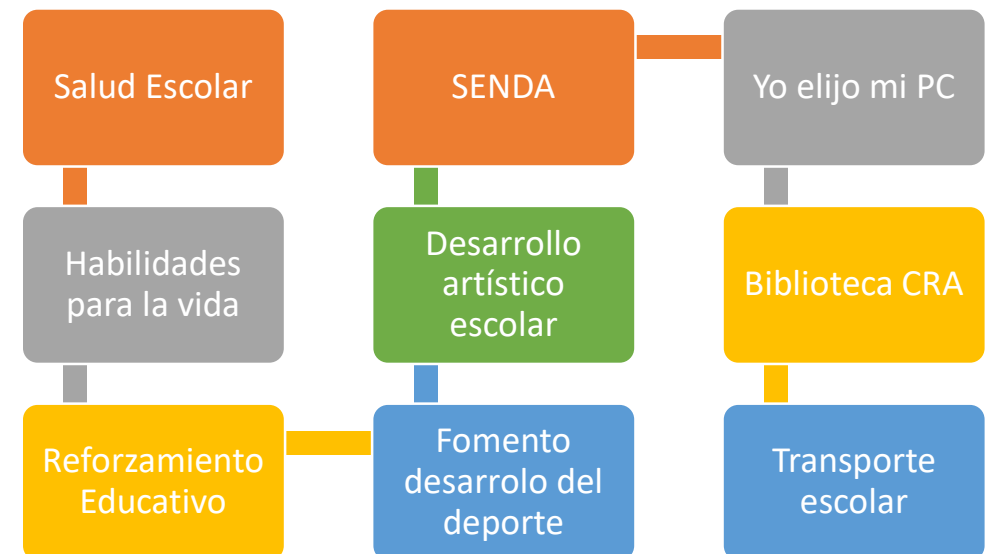 Salud Escolar
Habilidades
para la vida
Reforzamiento
Educativo
Fomento
desarrolo del
deporte
Desarrollo
artístico
escolar
SENDA
Yo elijo mi PC
Biblioteca CRA
Transporte
escolar